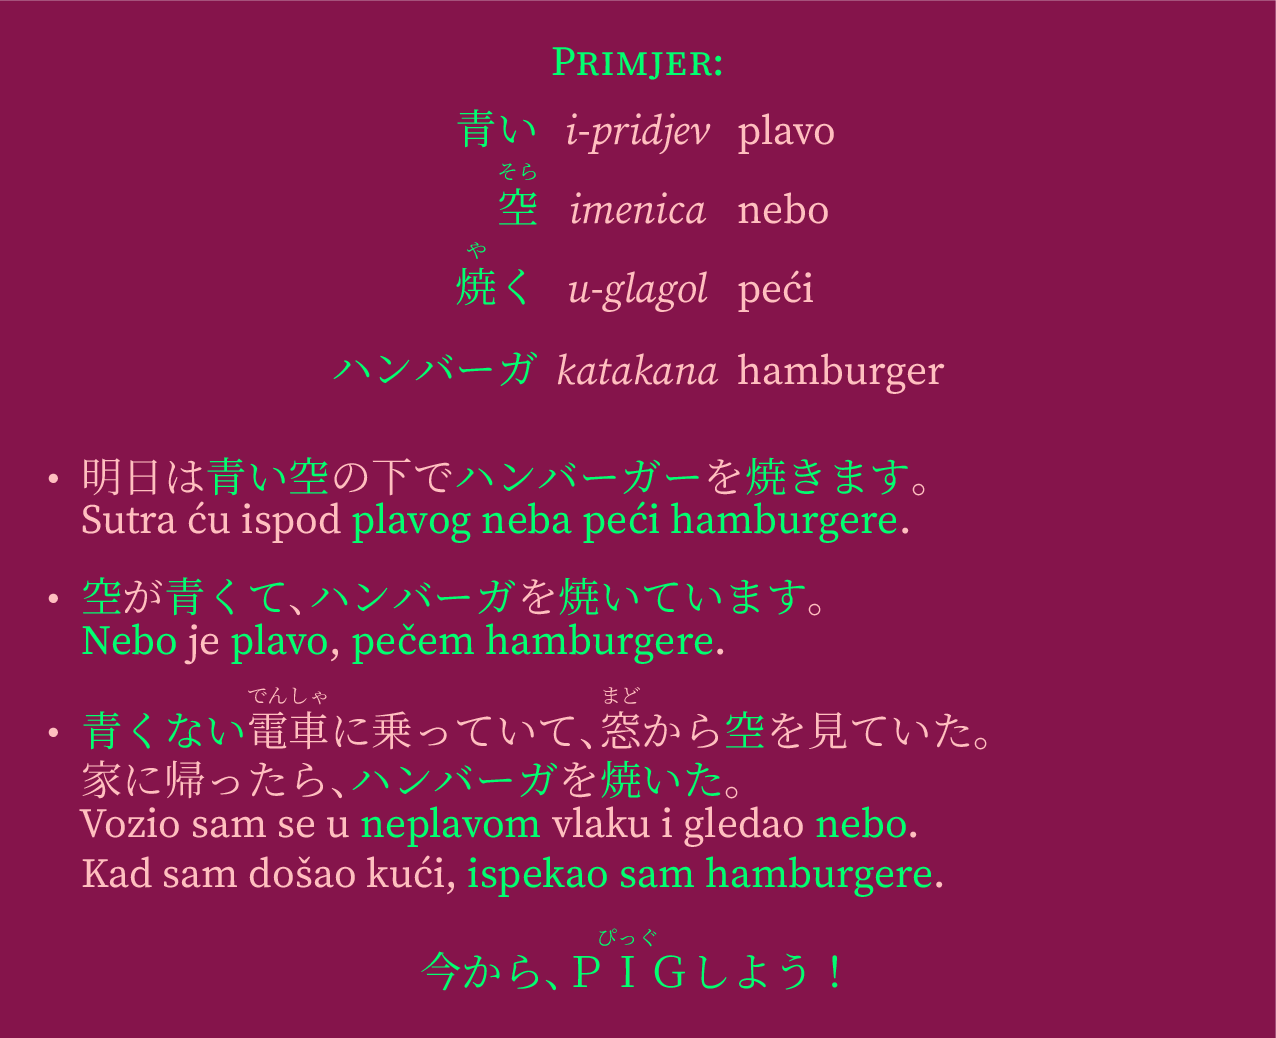 PRIMJER:
青い i-pridjev plavo
そら
空 imenica nebo
や
焼く u-glagol peći
ハンバーガ katakana hamburger
• 明日は青い空の下でハンバーガーを焼きます。
Sutra ću ispod plavog neba peći hamburgere.
• 空が青くて、ハンバーガを焼いています。
Nebo je plavo, pečem hamburgere.
でんしゃ まど
• 青くない電車に乗っていて、窓から空を見ていた。
家に帰ったら、ハンバーガを焼いた。
Vozio sam se u neplavom vlaku i gledao nebo.
Kad sam došao kući, ispekao sam hamburgere.
ぴっぐ
今から、ＰＩＧしよう！